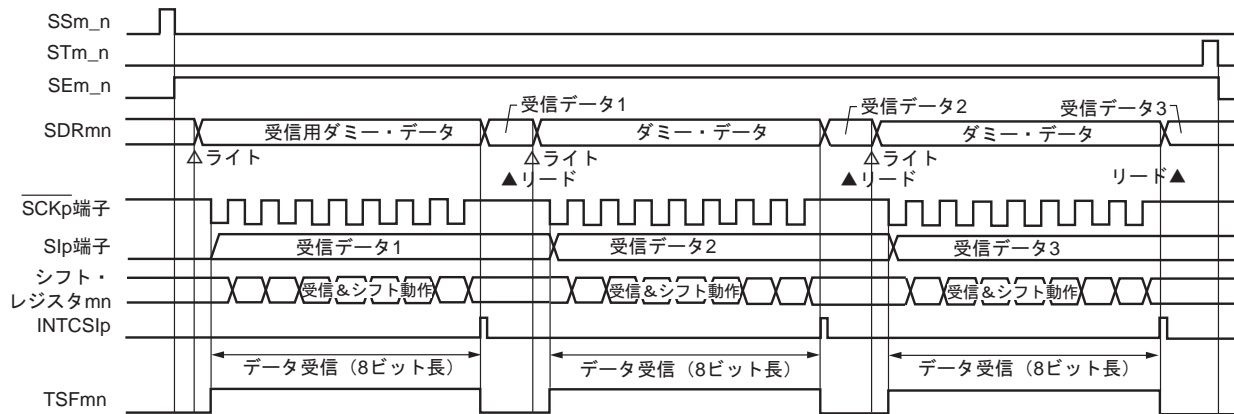 SSm_n
STm_n
SEm_n
受信データ1 受信データ2 受信データ3
SDRmn 受信用ダミー・データ ダミー・データ ダミー・データ
△ライト △ライト △ライト
▲リード ▲リード リード▲
SCKp端子
SIp端子 受信データ1 受信データ2 受信データ3
シフト・
レジスタmn 受信&シフト動作 受信&シフト動作 受信&シフト動作
INTCSIp
データ受信（8ビット長） データ受信（8ビット長） データ受信（8ビット長）
TSFmn